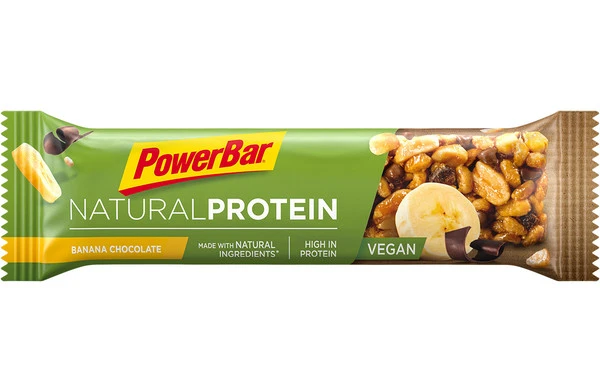 PowerBar®
NATURALPROTEIN
BANANA CHOCOLATE
MADE WITH NATURAL
INGREDIENTS*
HIGH IN
PROTEIN
VEGAN